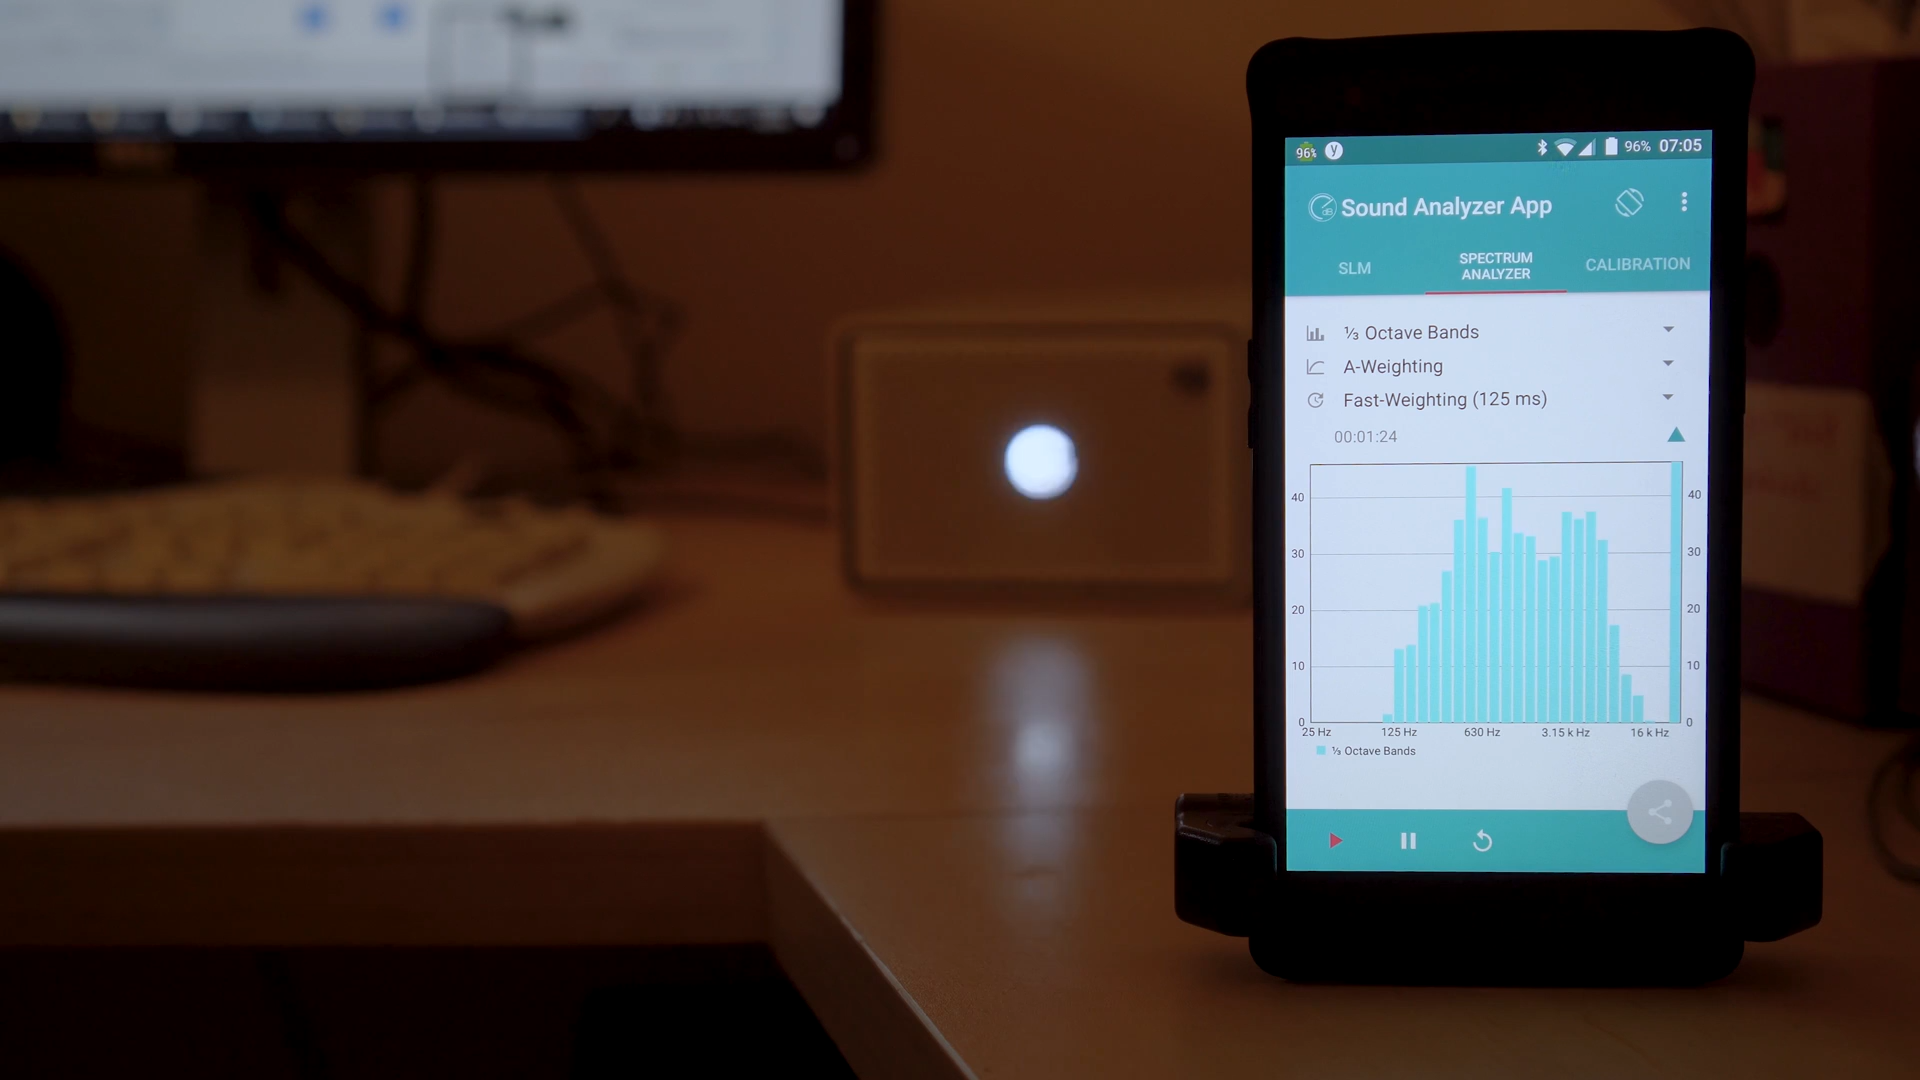 96% y 96% 07:05
Sound Analyzer App
SLM
SPECTRUM
ANALYZER
CALIBRATION
⅓ Octave Bands
A-Weighting
Fast-Weighting (125 ms)
00:01:24
40 40
30 30
20 20
10 10
0 0
25 Hz 125 Hz 630 Hz 3.15 k Hz 16 k Hz
⅓ Octave Bands